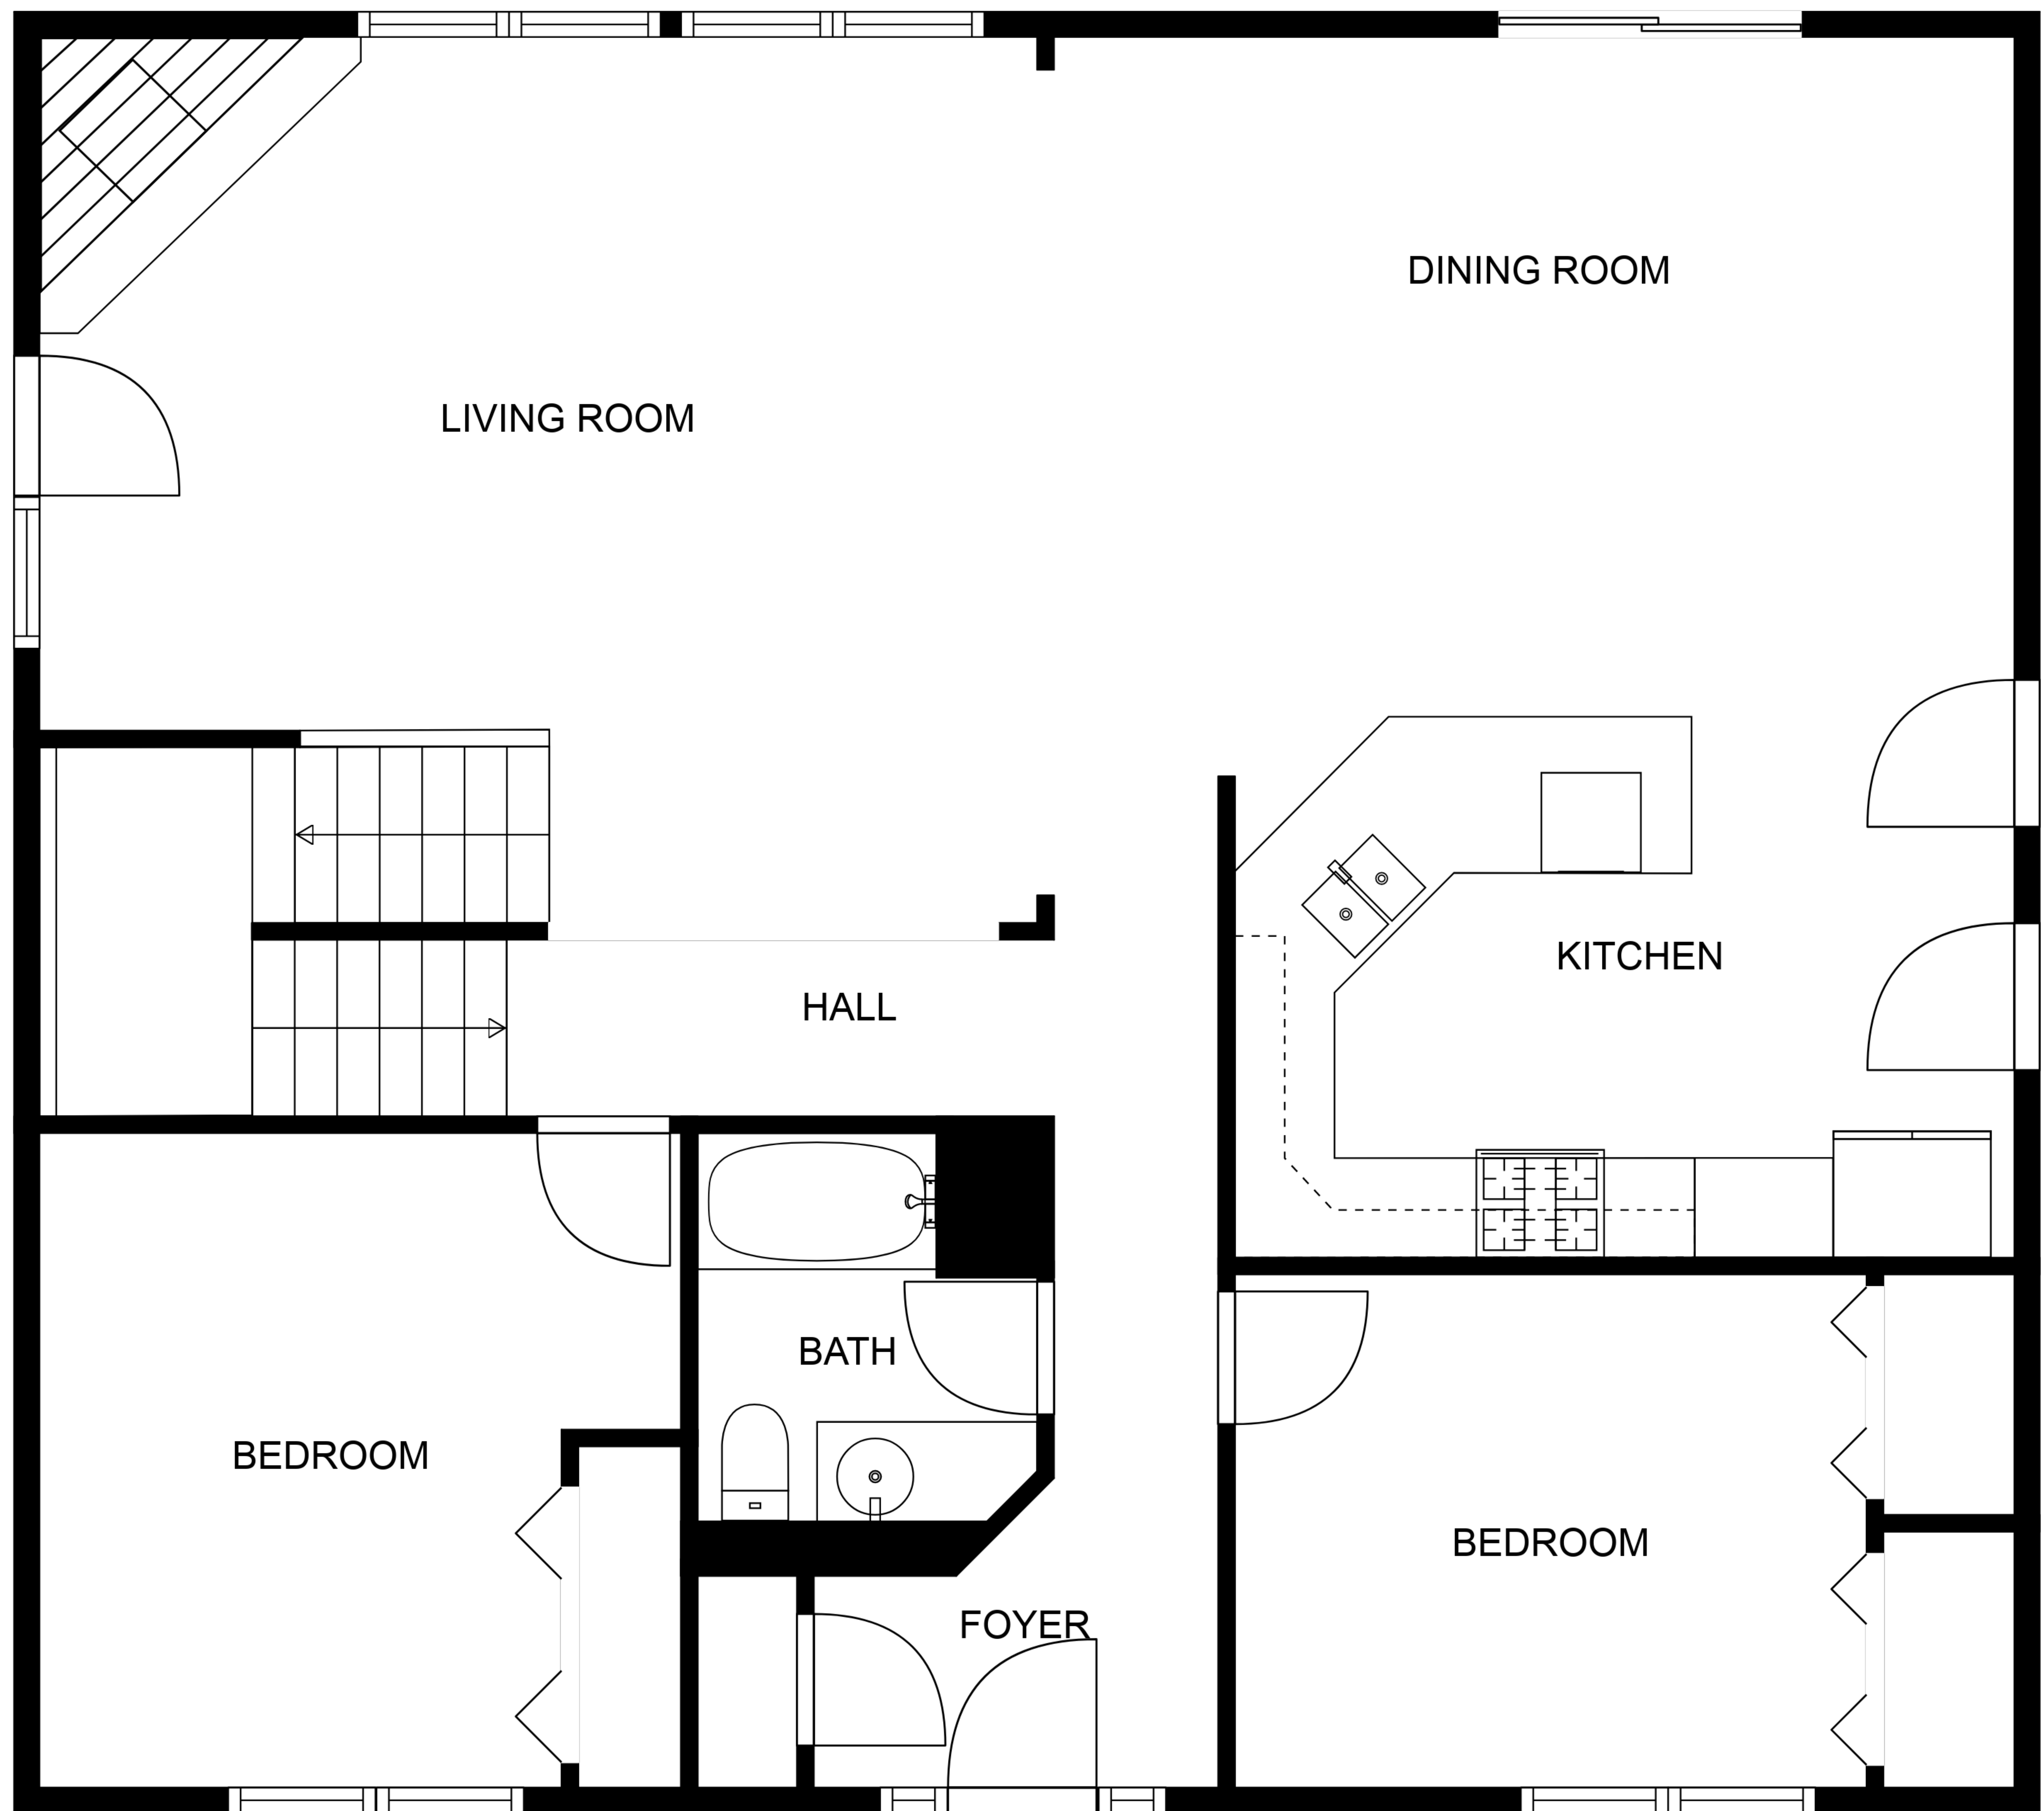 DINING ROOM
LIVING ROOM
KITCHEN
HALL
BATH
BEDROOM
BEDROOM
FOYER